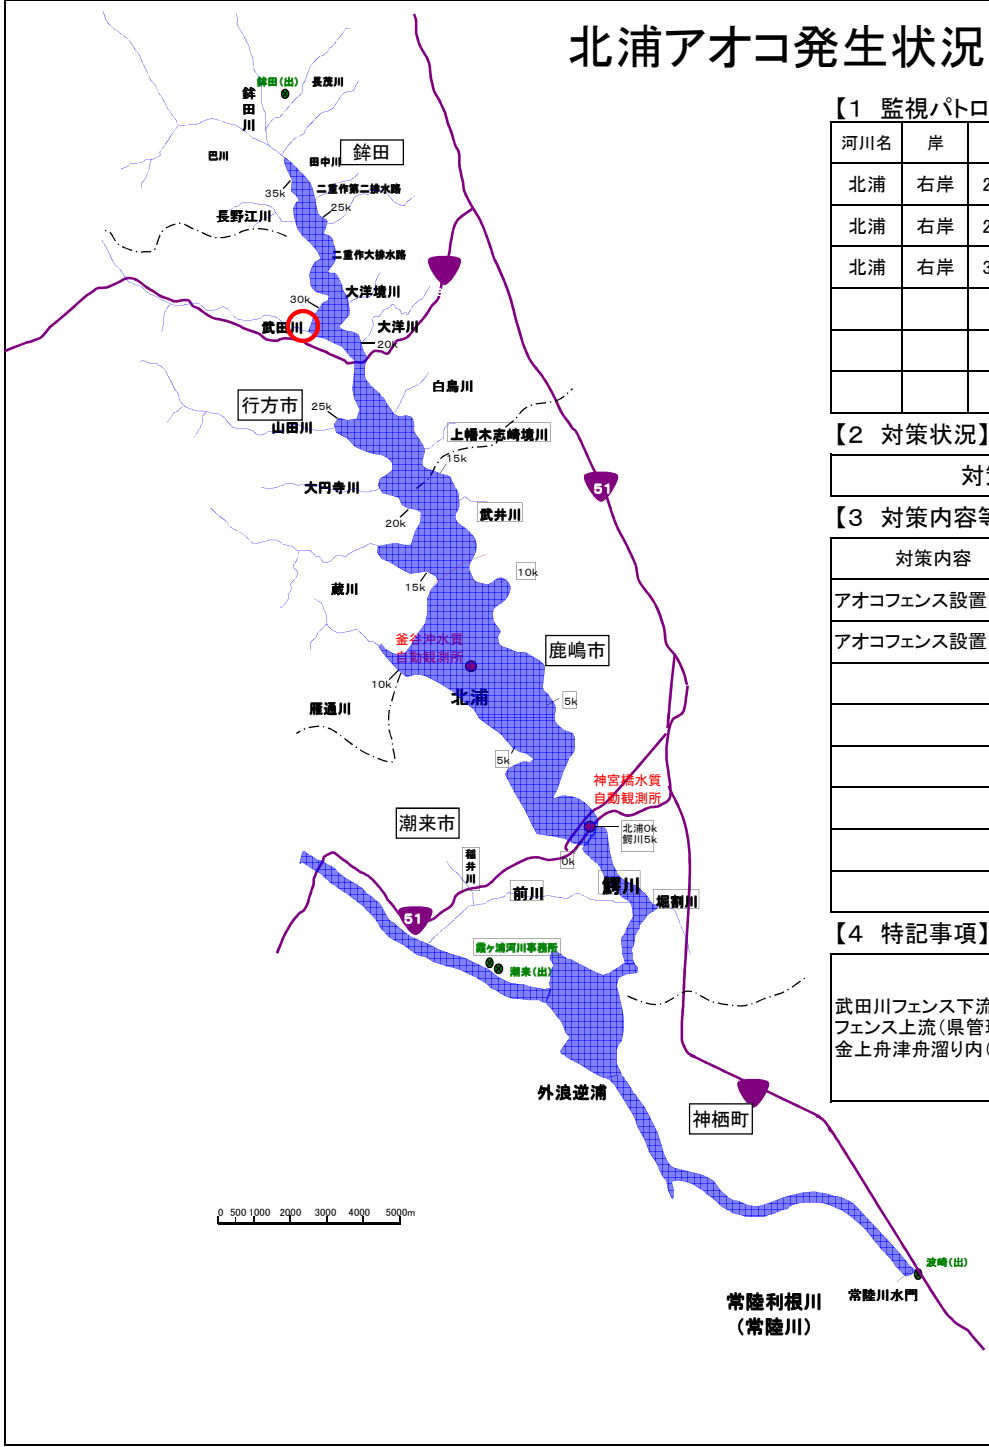 北浦アオコ発生状況
鉾田(出)
長茂川
鉾田川
巴川
田中川
鉾田
35k
二重作第二排水路
25k
長野江川
二重作大排水路
大洋境川
30k
武田川
大洋川
20k
白鳥川
行方市
25k
山田川
上幡木志崎境川
15k
51
大円寺川
武井川
20k
10k
15k
蔵川
釜谷沖水質
自動観測所
鹿嶋市
10k
北浦
5k
雁通川
5k
神宮橋水質
自動観測所
潮来市
北浦0k
鰐川5k
0k
稲井川
前川
鰐川
堀割川
51
霞ヶ浦河川事務所
潮来(出)
外浪逆浦
神栖町
0 500 1000 2000 3000 4000 5000m
波崎(出)
常陸川水門
常陸利根川
(常陸川)
【1 監視パトロ
河川名 岸
北浦 右岸 2
北浦 右岸 2
北浦 右岸 3
【2 対策状況】
対
【3 対策内容等
対策内容
アオコフェンス設置
アオコフェンス設置
【4 特記事項】
武田川フェンス下流
フェンス上流(県管
金上舟津舟溜り内(